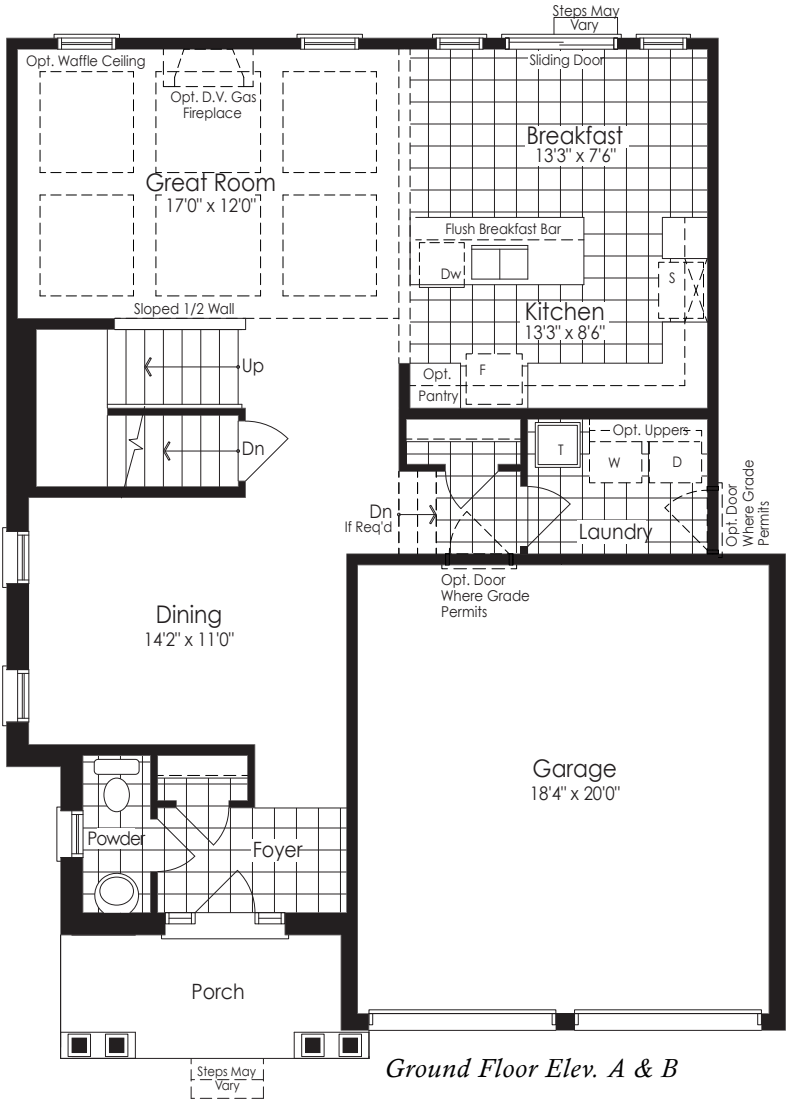 Steps May
Vary
Opt. Waffle Ceiling
Sliding Door
Opt. D.V. Gas
Fireplace
Breakfast
13'3" x 7'6"
Great Room
17'0" x 12'0"
Flush Breakfast Bar
Dw
S
Sloped 1/2 Wall
Kitchen
13'3" x 8'6"
Up
Opt.
Pantry
F
Dn
Opt. Uppers
T
W
D
Dn
If Req'd
Laundry
Opt. Door
Where Grade
Permits
Opt. Door
Where Grade
Permits
Dining
14'2" x 11'0"
Garage
18'4" x 20'0"
Powder
Foyer
Porch
Steps May
Vary
Ground Floor Elev. A & B